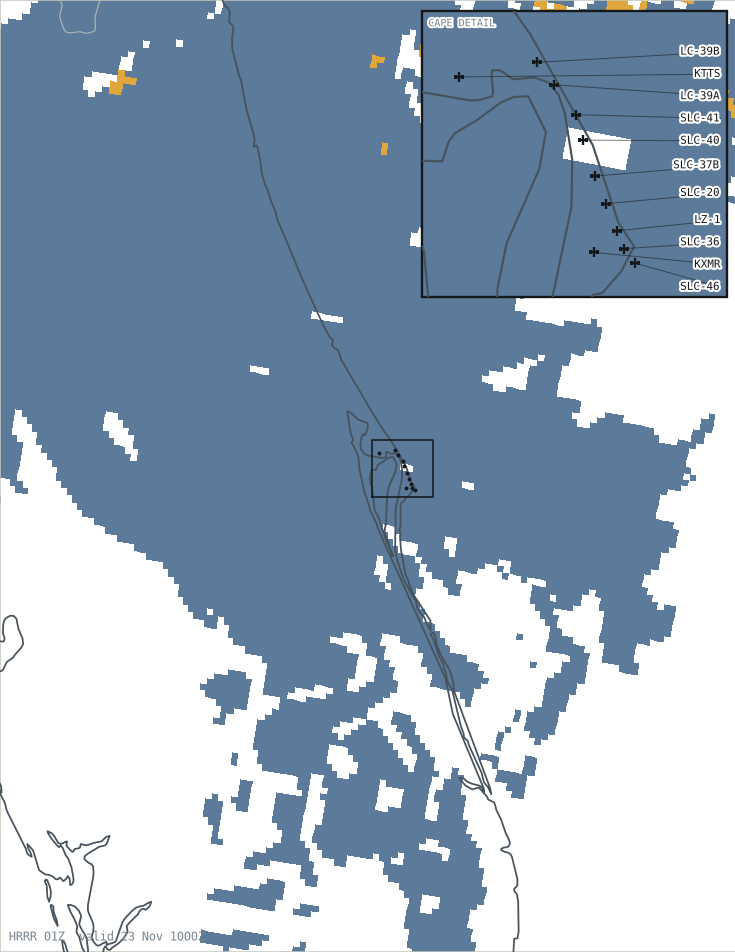 CAPE DETAIL
LC-39B
KTTS
LC-39A
SLC-41
SLC-40
SLC-37B
SLC-20
LZ-1
SLC-36
KXMR
SLC-46
HRRR 01Z valid 23 Nov 1000Z